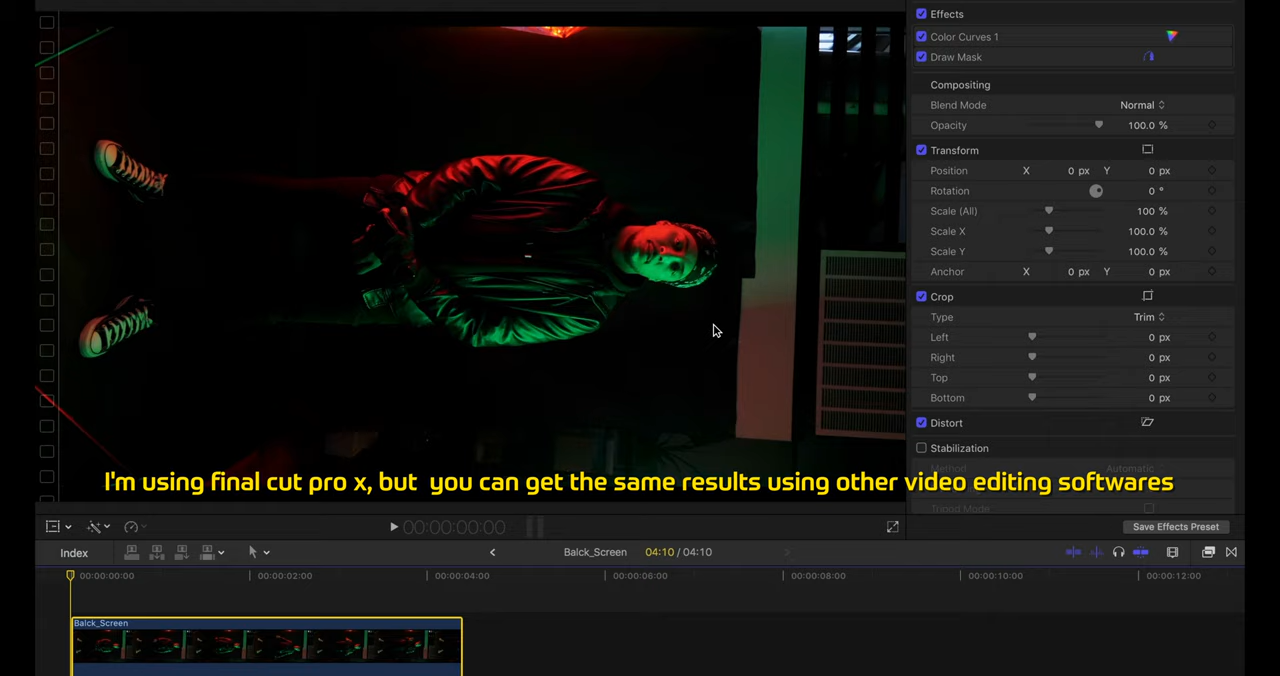 Effects
Color Curves 1
Draw Mask
Compositing
Blend Mode Normal
Opacity 100.0 %
Transform
Position X 0 px Y 0 px
Rotation 0 °
Scale (All) 100 %
Scale X 100.0 %
Scale Y 100.0 %
Anchor X 0 px Y 0 px
Crop
Type Trim
Left 0 px
Right 0 px
Top 0 px
Bottom 0 px
Distort
Stabilization
Method Automatic
I'm using final cut pro x, but you can get the same results using other video editing softwares
Tripod Mode
00:00:00:00
Save Effects Preset
Index Balck_Screen 04:10 / 04:10
00:00:00:00 00:00:02:00 00:00:04:00 00:00:06:00 00:00:08:00 00:00:10:00 00:00:12:00
Balck_Screen